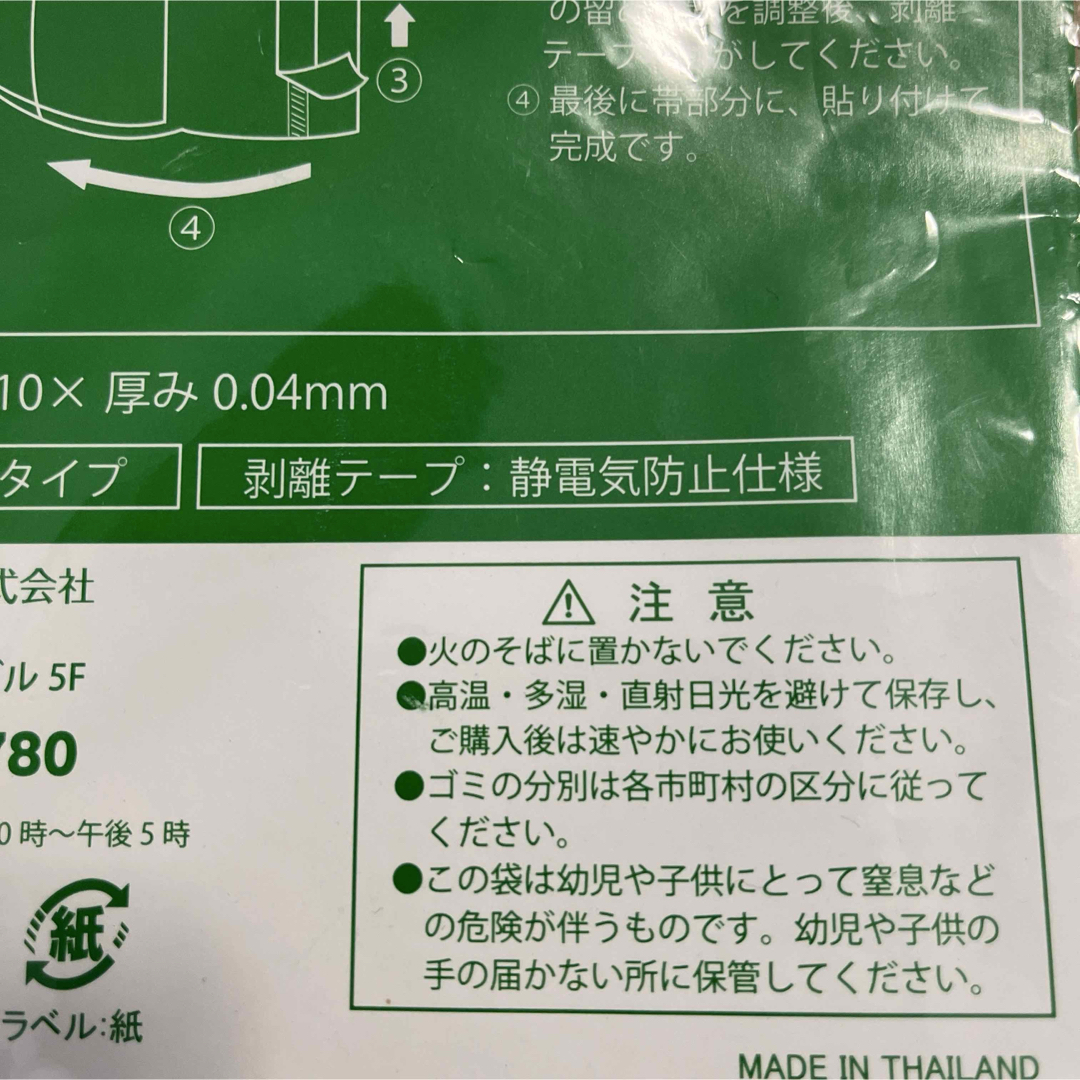 ③
の留 を調整後、剥離
テープ がしてください。
④ 最後に帯部分に、貼り付けて
完成です。
④
10× 厚み 0.04mm
タイプ
剥離テープ：静電気防止仕様
式会社
ル 5F
780
0 時～午後 5 時
紙
ラベル:紙
注 意
●火のそばに置かないでください。
●高温・多湿・直射日光を避けて保存し、
ご購入後は速やかにお使いください。
●ゴミの分別は各市町村の区分に従って
ください。
●この袋は幼児や子供にとって窒息など
の危険が伴うものです。幼児や子供の
手の届かない所に保管してください。
MADE IN THAILAND